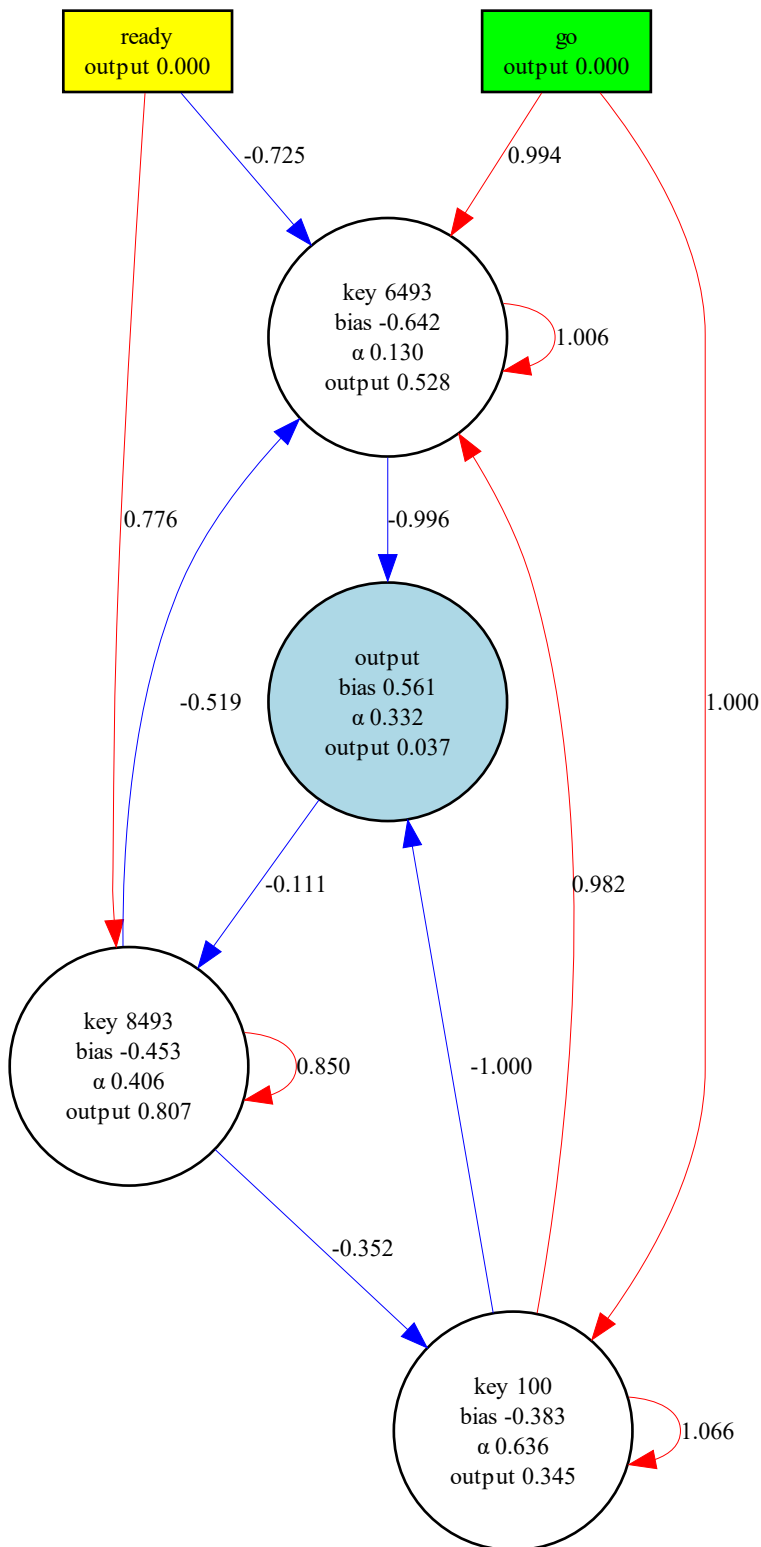 ready
output 0.000
go
output 0.000
-0.725
0.994
key 6493
bias -0.642
α 0.130
output 0.528
1.006
0.776
-0.996
output
bias 0.561
α 0.332
output 0.037
-0.519
1.000
-0.111
0.982
key 8493
bias -0.453
α 0.406
output 0.807
0.850
-1.000
-0.352
key 100
bias -0.383
α 0.636
output 0.345
1.066